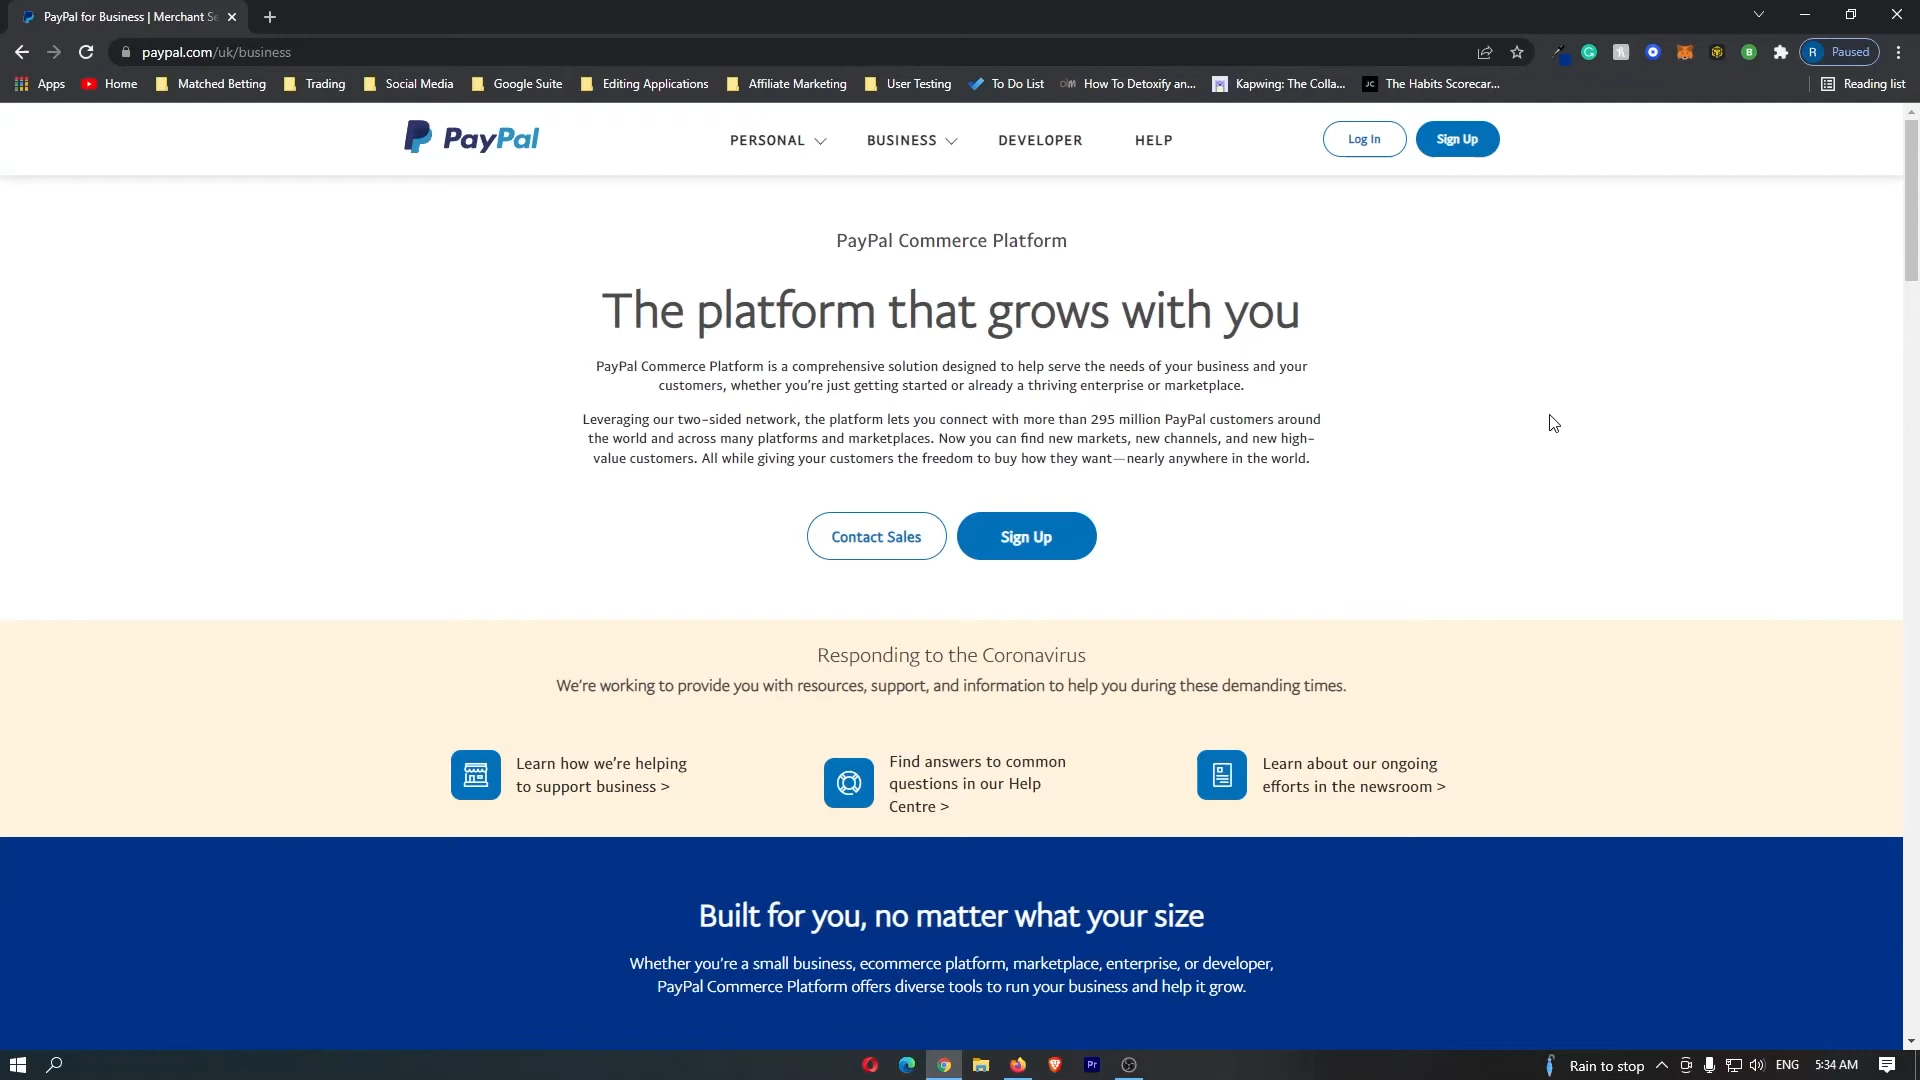 PayPal for Business | Merchant Se
paypal.com/uk/business
R Paused
Apps Home Matched Betting Trading Social Media Google Suite Editing Applications Affiliate Marketing User Testing To Do List How To Detoxify an... Kapwing: The Colla... JC The Habits Scorecar... Reading list
PayPal PERSONAL BUSINESS DEVELOPER HELP Log In Sign Up
PayPal Commerce Platform
The platform that grows with you
PayPal Commerce Platform is a comprehensive solution designed to help serve the needs of your business and your
customers, whether you’re just getting started or already a thriving enterprise or marketplace.
Leveraging our two-sided network, the platform lets you connect with more than 295 million PayPal customers around
the world and across many platforms and marketplaces. Now you can find new markets, new channels, and new high-
value customers. All while giving your customers the freedom to buy how they want—nearly anywhere in the world.
Contact Sales Sign Up
Responding to the Coronavirus
We’re working to provide you with resources, support, and information to help you during these demanding times.
Learn how we’re helping
to support business >
Find answers to common
questions in our Help
Centre >
Learn about our ongoing
efforts in the newsroom >
Built for you, no matter what your size
Whether you’re a small business, ecommerce platform, marketplace, enterprise, or developer,
PayPal Commerce Platform offers diverse tools to run your business and help it grow.
Pr Rain to stop ENG 5:34 AM